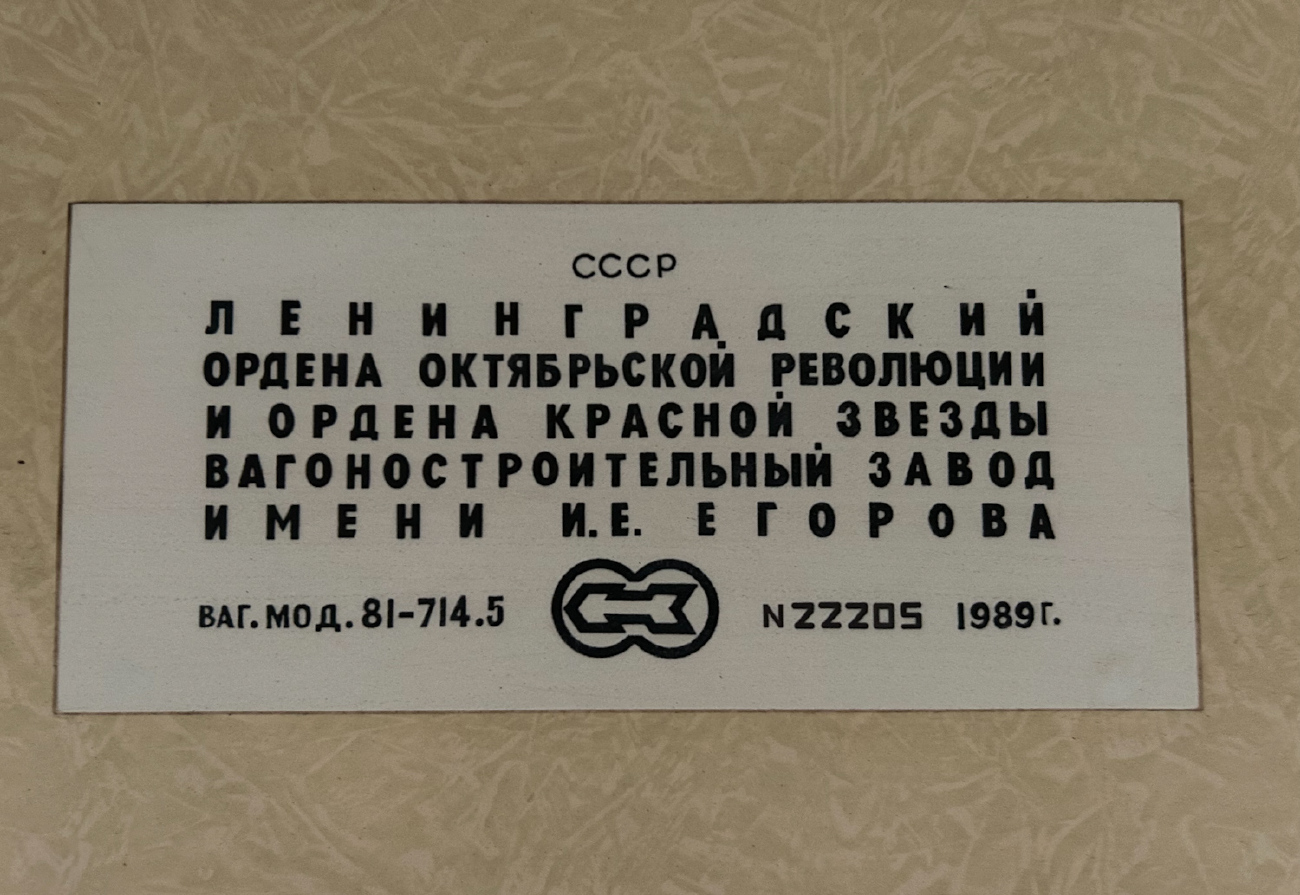 СССР
ЛЕНИНГРАДСКИЙ
ОРДЕНА ОКТЯБРЬСКОЙ РЕВОЛЮЦИИ
И ОРДЕНА КРАСНОЙ ЗВЕЗДЫ
ВАГОНОСТРОИТЕЛЬНЫЙ ЗАВОД
ИМЕНИ И.Е. ЕГОРОВА
ВАГ. МОД. 81-714.5 N22205 1989г.